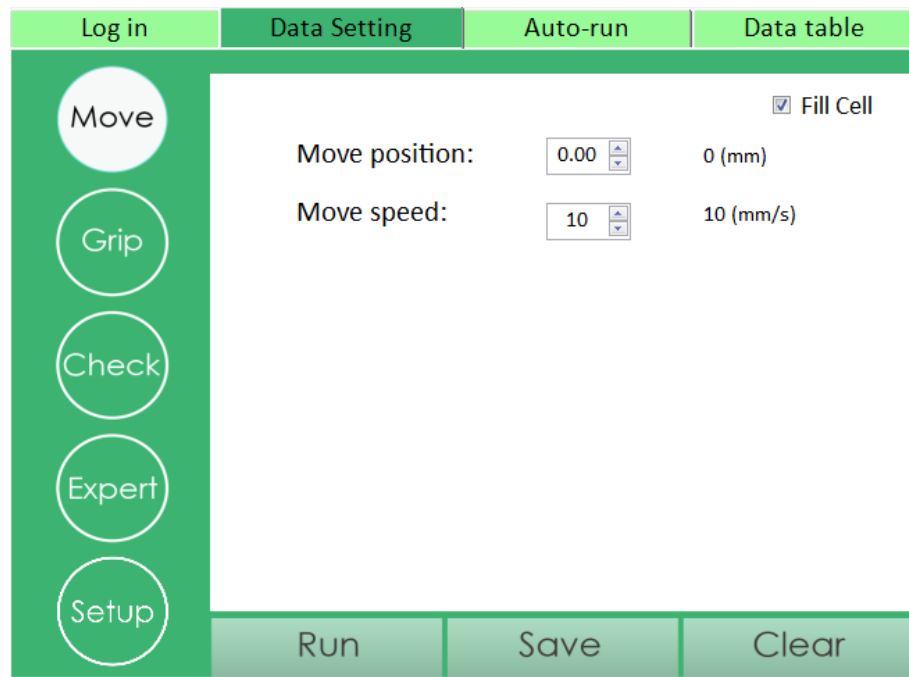 Log in Data Setting Auto-run Data table
Move
Fill Cell
Move position: 0.00 0 (mm)
Move speed: 10 10 (mm/s)
Grip
Check
Expert
Setup
Run Save Clear